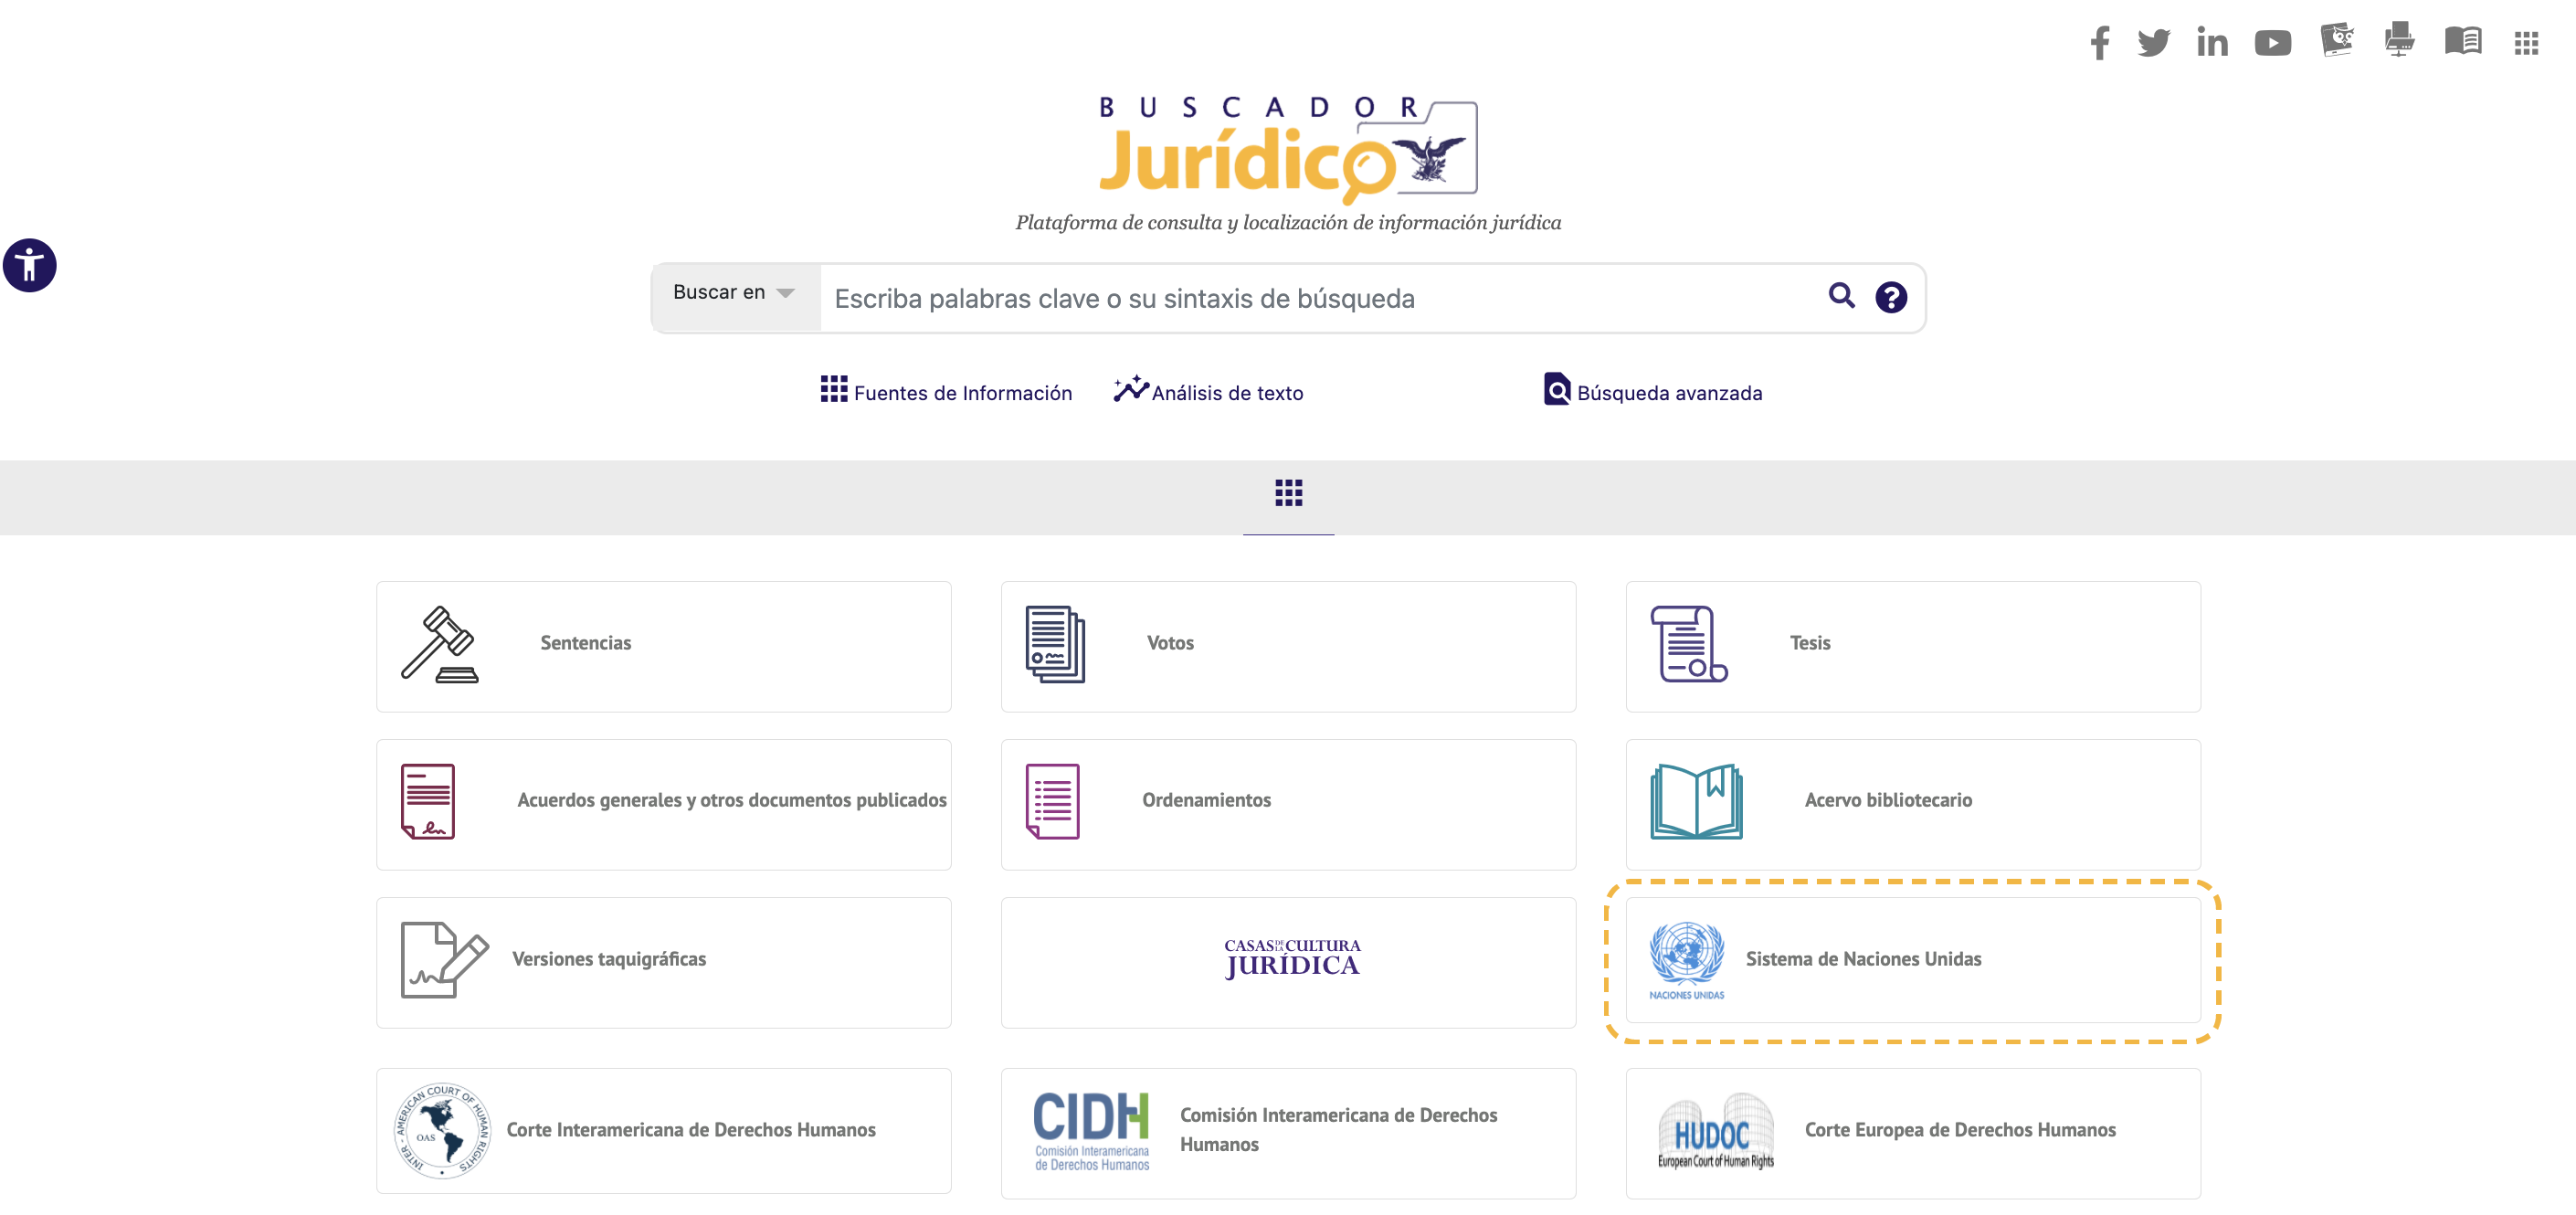 BUSCADOR
Jurídico
Plataforma de consulta y localización de información jurídica
Buscar en
Escriba palabras clave o su sintaxis de búsqueda
Fuentes de Información
Análisis de texto
Búsqueda avanzada
Sentencias
Votos
Tesis
Acuerdos generales y otros documentos publicados
Ordenamientos
Acervo bibliotecario
Versiones taquigráficas
CASAS DE LA CULTURA
JURÍDICA
NACIONES UNIDAS
Sistema de Naciones Unidas
INTER - AMERICAN COURT OF HUMAN RIGHTS
OAS
Corte Interamericana de Derechos Humanos
CIDH
Comisión Interamericana
de Derechos Humanos
Comisión Interamericana de Derechos
Humanos
HUDOC
European Court of Human Rights
Corte Europea de Derechos Humanos